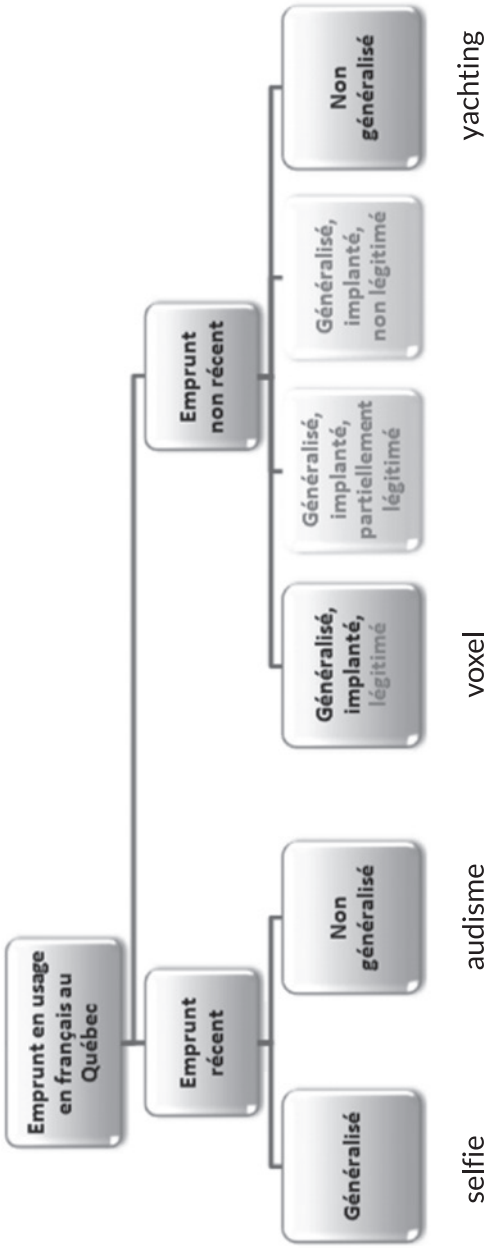 Emprunt en usage
en français au
Québec
Emprunt
récent
Emprunt
non récent
Généralisé
Non
généralisé
Généralisé,
implanté,
légitimé
Généralisé,
implanté,
partiellement
légitimé
Généralisé,
implanté,
non légitimé
Non
généralisé
selfie
audisme
voxel
yachting